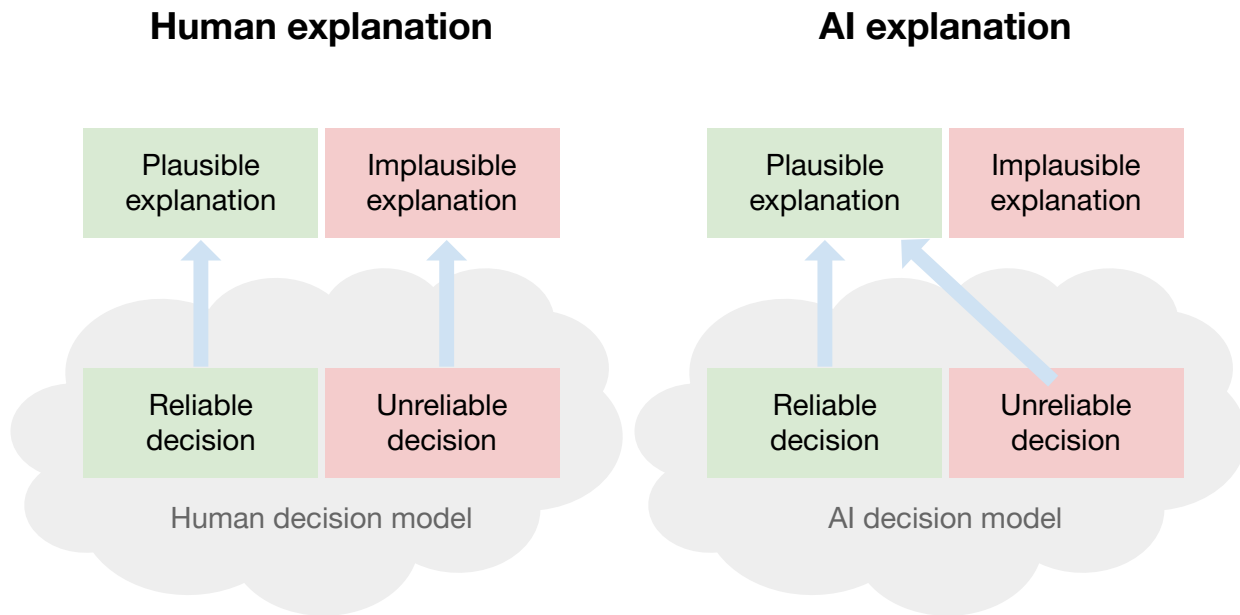 Human explanation
Plausible
explanation
Implausible
explanation
Reliable
decision
Unreliable
decision
Human decision model
AI explanation
Plausible
explanation
Implausible
explanation
Reliable
decision
Unreliable
decision
AI decision model